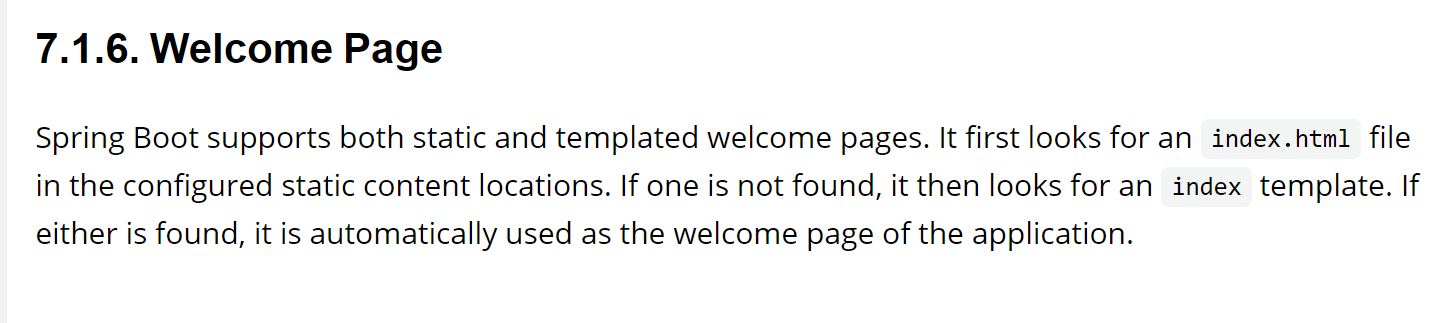 7.1.6. Welcome Page
Spring Boot supports both static and templated welcome pages. It first looks for an index.html file
in the configured static content locations. If one is not found, it then looks for an index template. If
either is found, it is automatically used as the welcome page of the application.